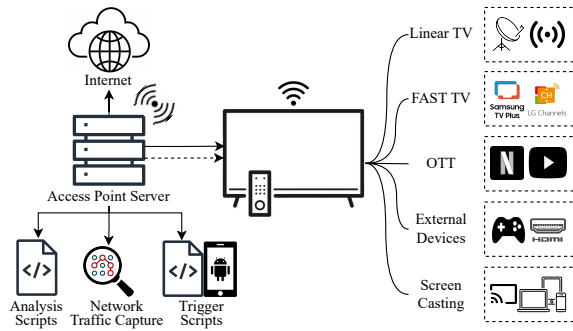 Internet
Access Point Server
</>
Analysis
Scripts
Network
Traffic Capture
</>
Trigger
Scripts
Linear TV
FAST TV
SAMSUNG
TV Plus
CH
LG Channels
OTT
N
External
Devices
HDMI
Screen
Casting